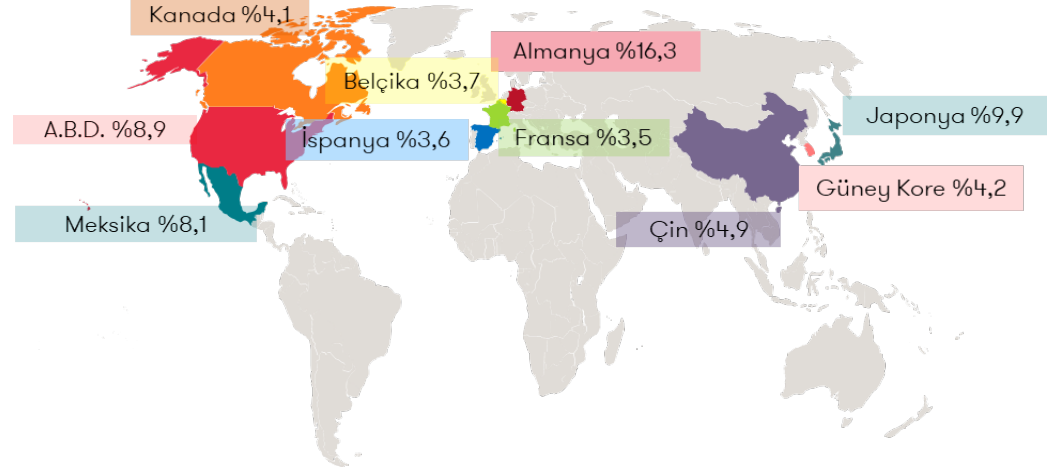 Kanada %4,1
Almanya %16,3
Belçika %3,7
Japonya %9,9
A.B.D. %8,9
İspanya %3,6
Fransa %3,5
Güney Kore %4,2
Meksika %8,1
Çin %4,9